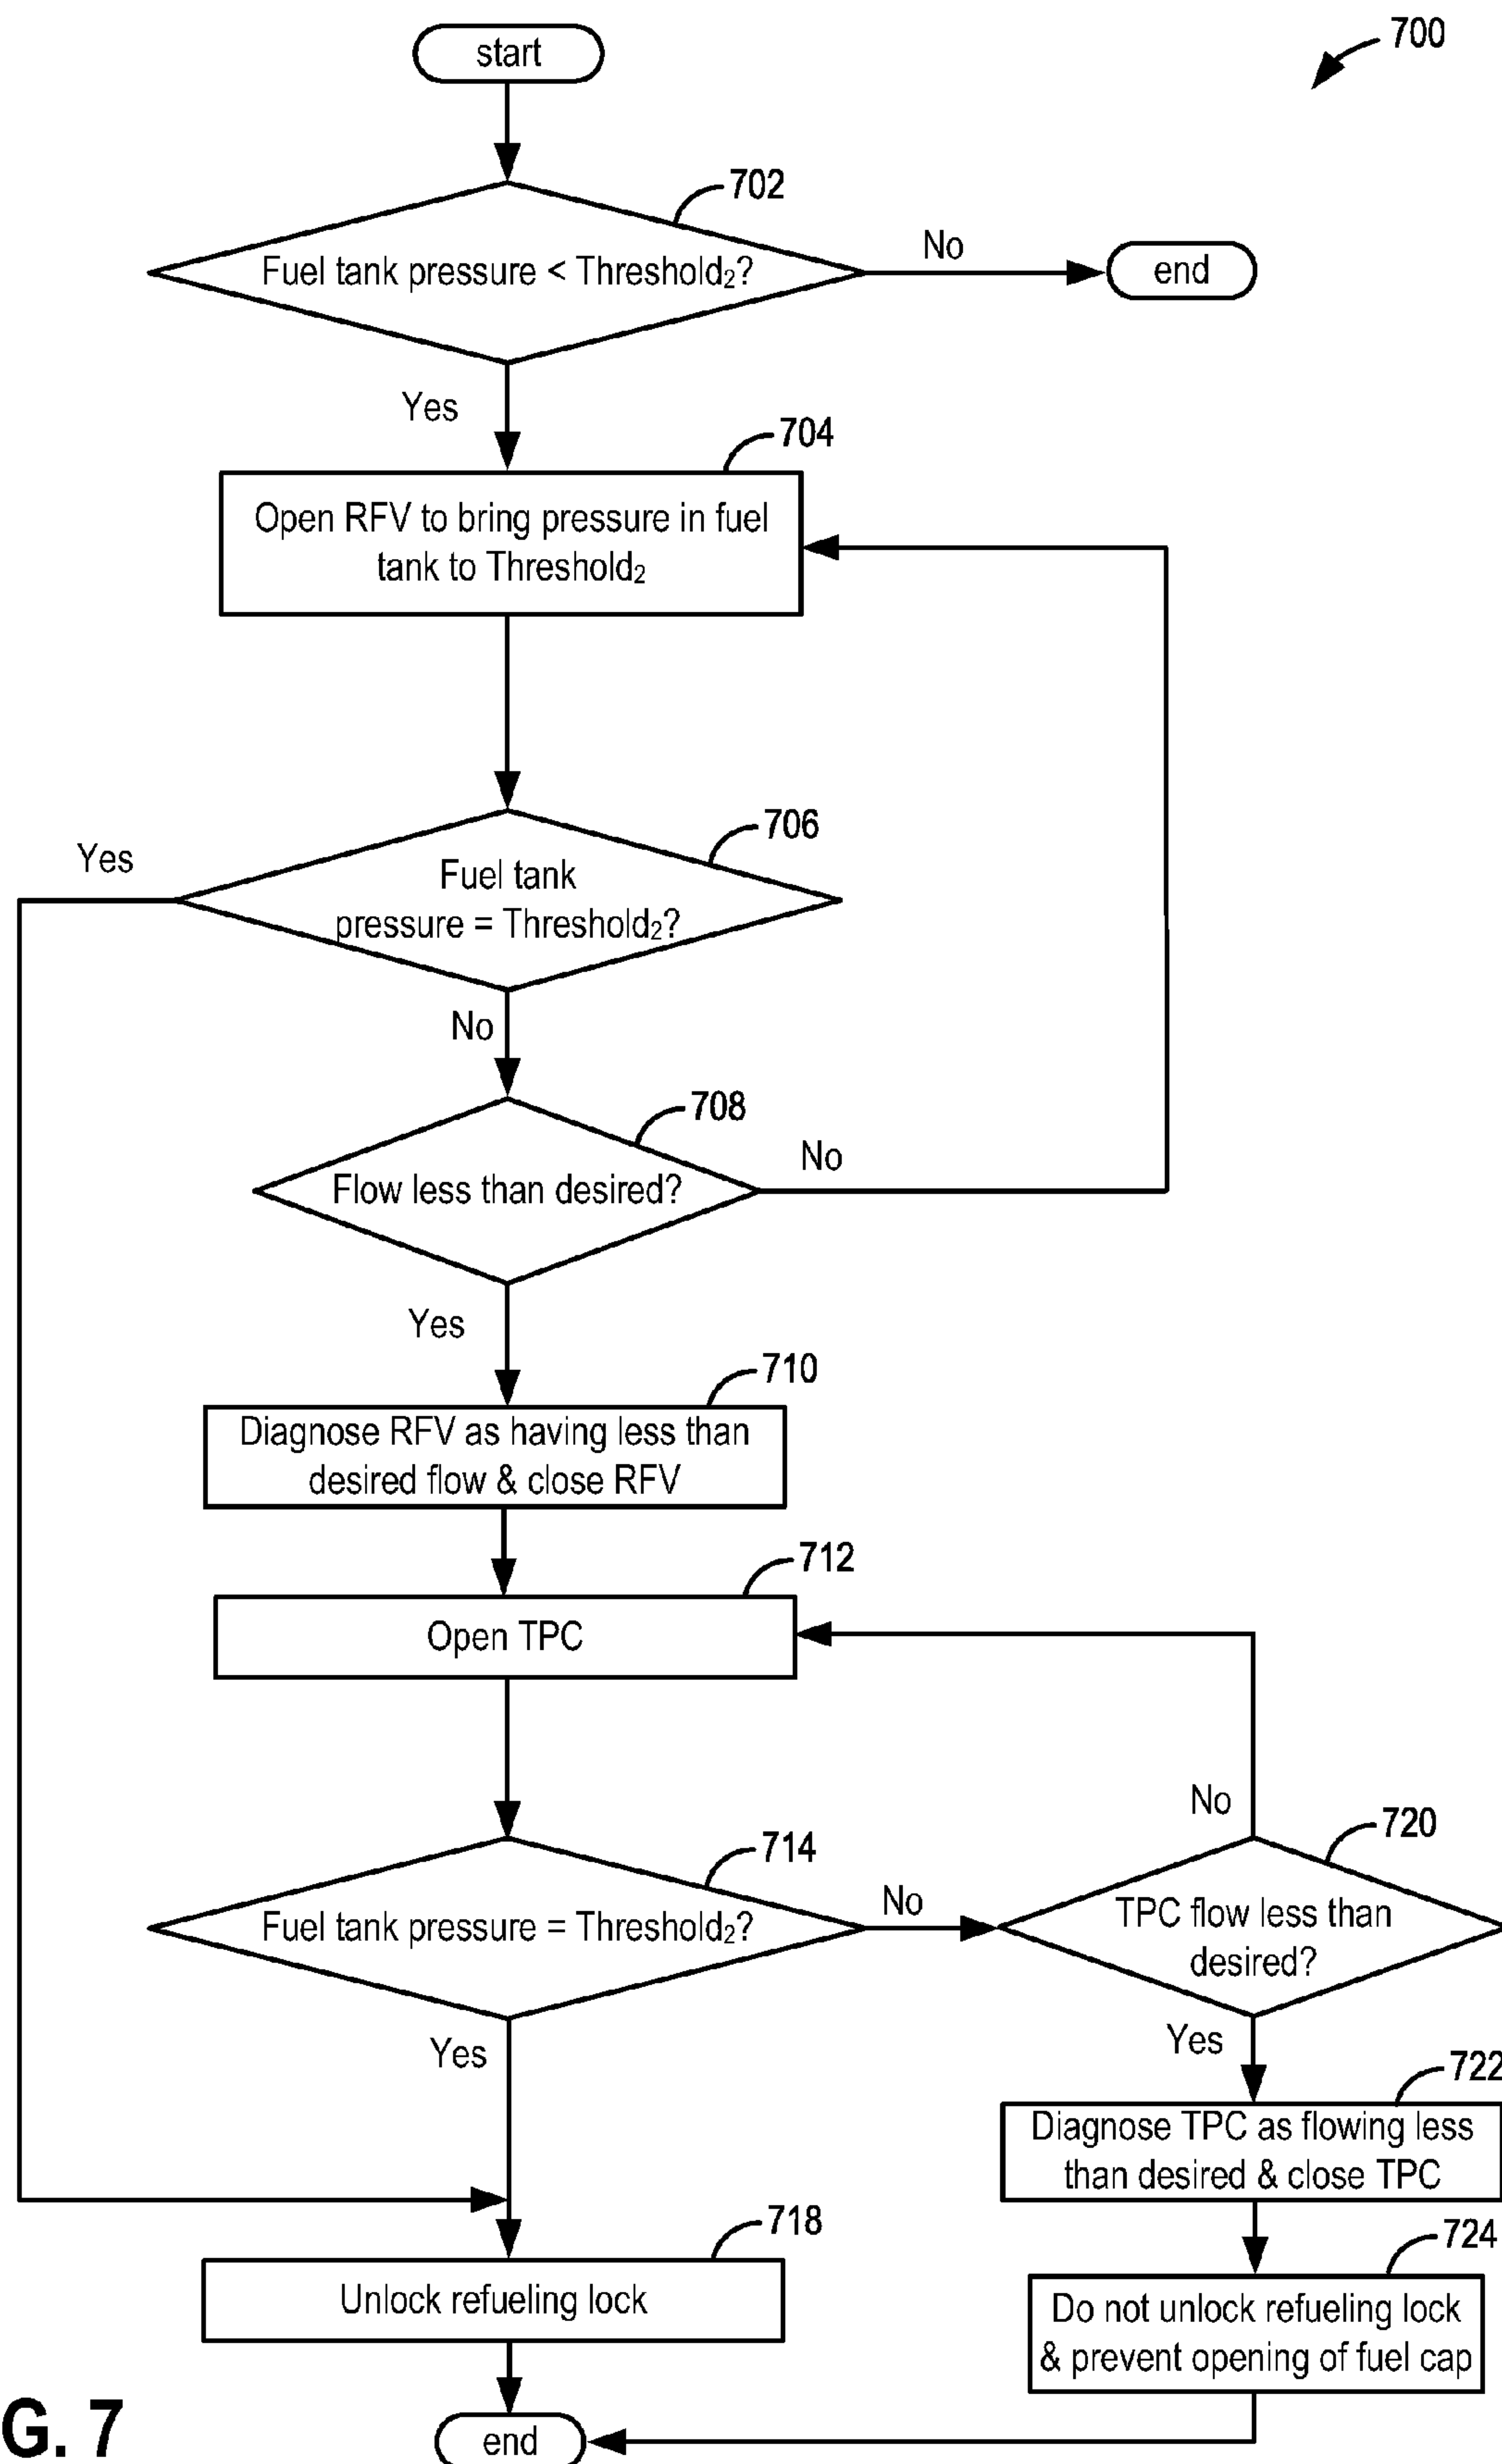 700
start
702
Fuel tank pressure < Threshold₂?
No
end
Yes
704
Open RFV to bring pressure in fuel
tank to Threshold₂
706
Yes
Fuel tank
pressure = Threshold₂?
No
708
Flow less than desired?
No
Yes
710
Diagnose RFV as having less than
desired flow & close RFV
712
Open TPC
No
720
714
Fuel tank pressure = Threshold₂?
No
TPC flow less than
desired?
Yes
Yes
722
Diagnose TPC as flowing less
than desired & close TPC
718
Unlock refueling lock
724
Do not unlock refueling lock
& prevent opening of fuel cap
G. 7
end